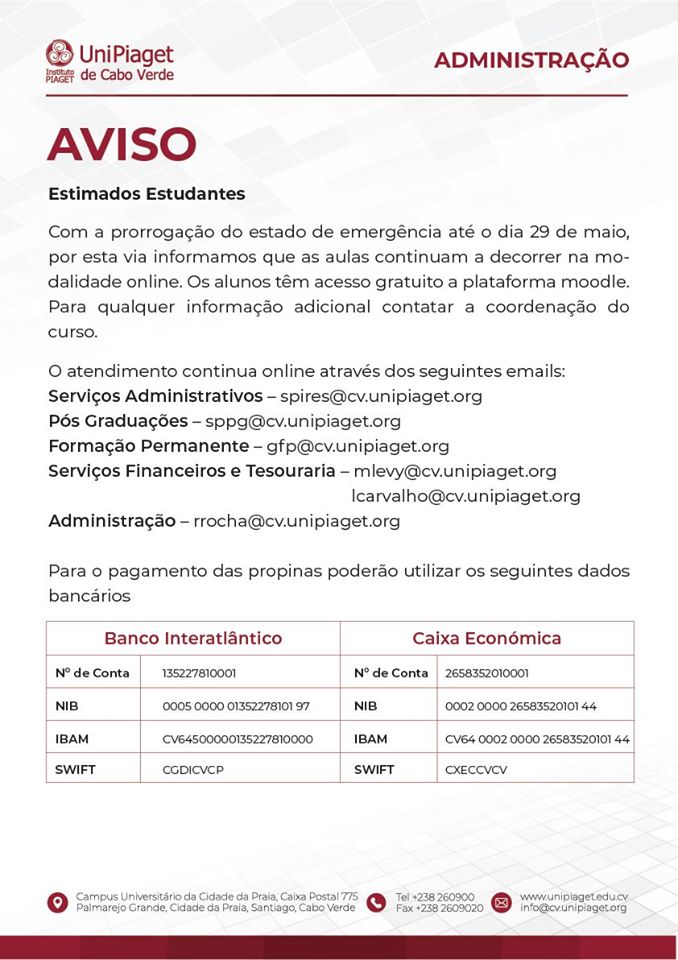 UniPiaget
Instituto
PIAGET
de Cabo Verde
ADMINISTRAÇÃO
AVISO
Estimados Estudantes
Com a prorrogação do estado de emergência até o dia 29 de maio,
por esta via informamos que as aulas continuam a decorrer na mo-
dalidade online. Os alunos têm acesso gratuito a plataforma moodle.
Para qualquer informação adicional contatar a coordenação do
curso.
O atendimento continua online através dos seguintes emails:
Serviços Administrativos – spires@cv.unipiaget.org
Pós Graduações – sppg@cv.unipiaget.org
Formação Permanente – gfp@cv.unipiaget.org
Serviços Financeiros e Tesouraria – mlevy@cv.unipiaget.org
lcarvalho@cv.unipiaget.org
Administração – rrocha@cv.unipiaget.org
Para o pagamento das propinas poderão utilizar os seguintes dados
bancários
Banco Interatlântico Caixa Económica
Nº de Conta 135227810001 Nº de Conta 2658352010001
NIB 0005 0000 01352278101 97 NIB 0002 0000 26583520101 44
IBAM CV64500000135227810000 IBAM CV64 0002 0000 26583520101 44
SWIFT CGDICVCP SWIFT CXECCVCV
Campus Universitário da Cidade da Praia, Caixa Postal 775 Tel +238 260900 www.unipiaget.edu.cv
Palmarejo Grande, Cidade da Praia, Santiago, Cabo Verde Fax +238 2609020 info@cv.unipiaget.org